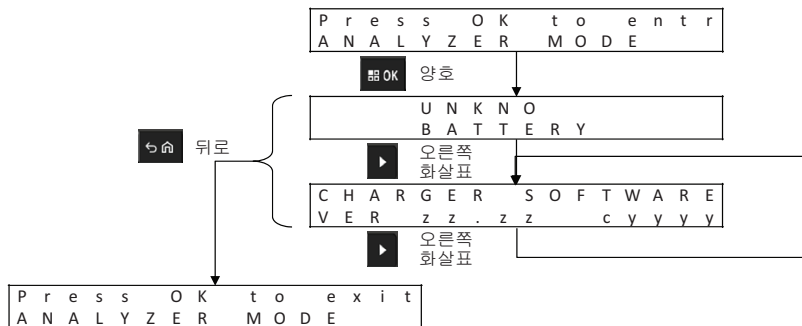 Press OK to entr
ANALYZER MODE
OK 양호
UNKNO
BATTERY
뒤로
오른쪽
화살표
CHARGER SOFTWARE
VER zz.zz cyyyy
오른쪽
화살표
Press OK to exit
ANALYZER MODE